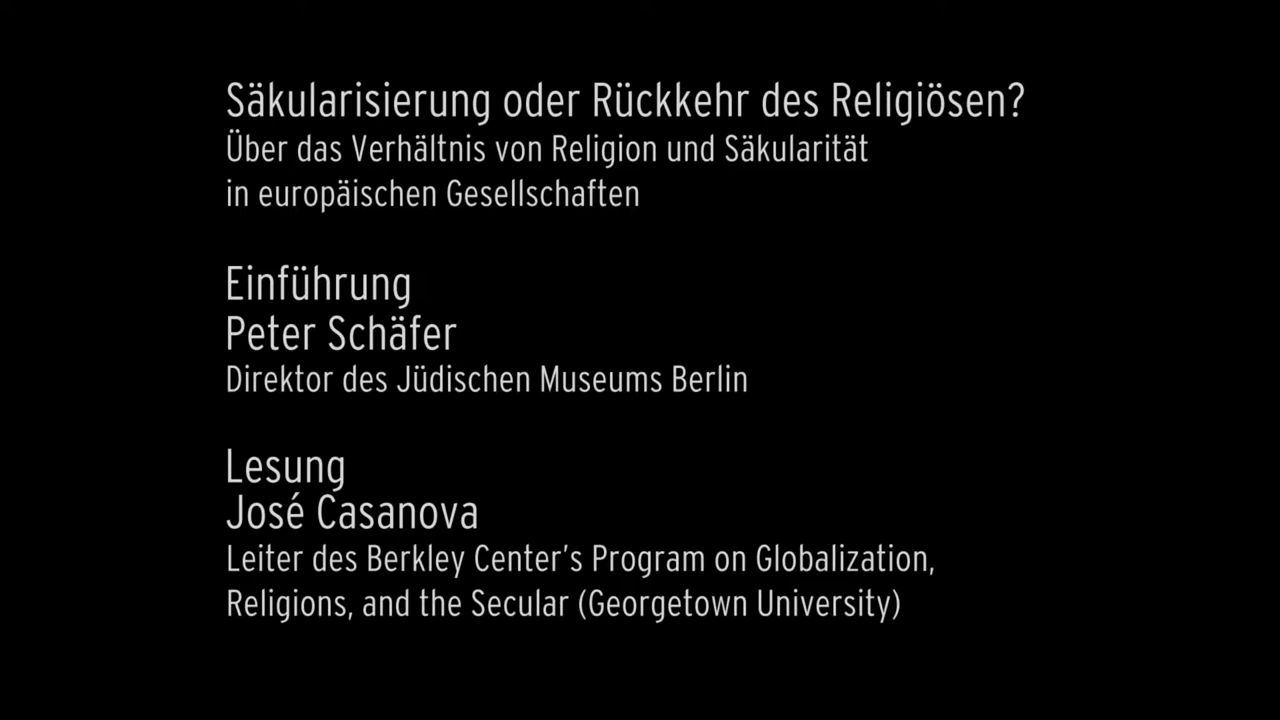 Säkularisierung oder Rückkehr des Religiösen?
Über das Verhältnis von Religion und Säkularität
in europäischen Gesellschaften
Einführung
Peter Schäfer
Direktor des Jüdischen Museums Berlin
Lesung
José Casanova
Leiter des Berkley Center’s Program on Globalization,
Religions, and the Secular (Georgetown University)